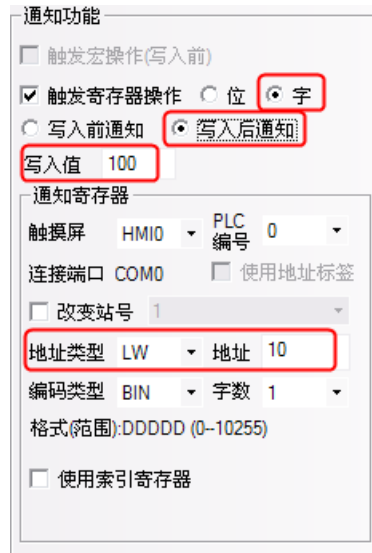 通知功能
触发宏操作(写入前)
触发寄存器操作 位 字
写入前通知 写入后通知
写入值 100
通知寄存器
触摸屏 HMI0 PLC编号 0
连接端口 COM0 使用地址标签
改变站号 1
地址类型 LW 地址 10
编码类型 BIN 字数 1
格式(范围):DDDDD (0--10255)
使用索引寄存器